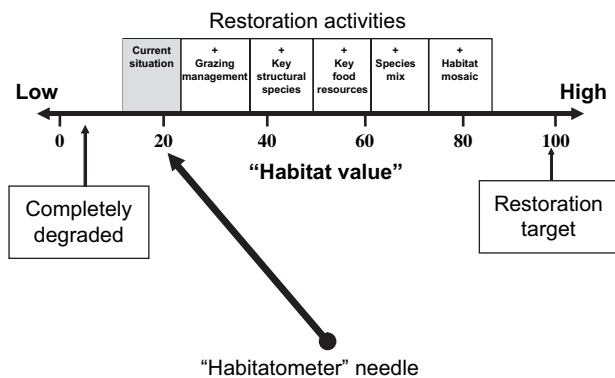 Restoration activities
Current
situation
+
Grazing
management
+
Key
structural
species
+
Key
food
resources
+
Species
mix
+
Habitat
mosaic
Low
High
0
20
40
60
80
100
“Habitat value”
Completely
degraded
Restoration
target
“Habitatometer” needle